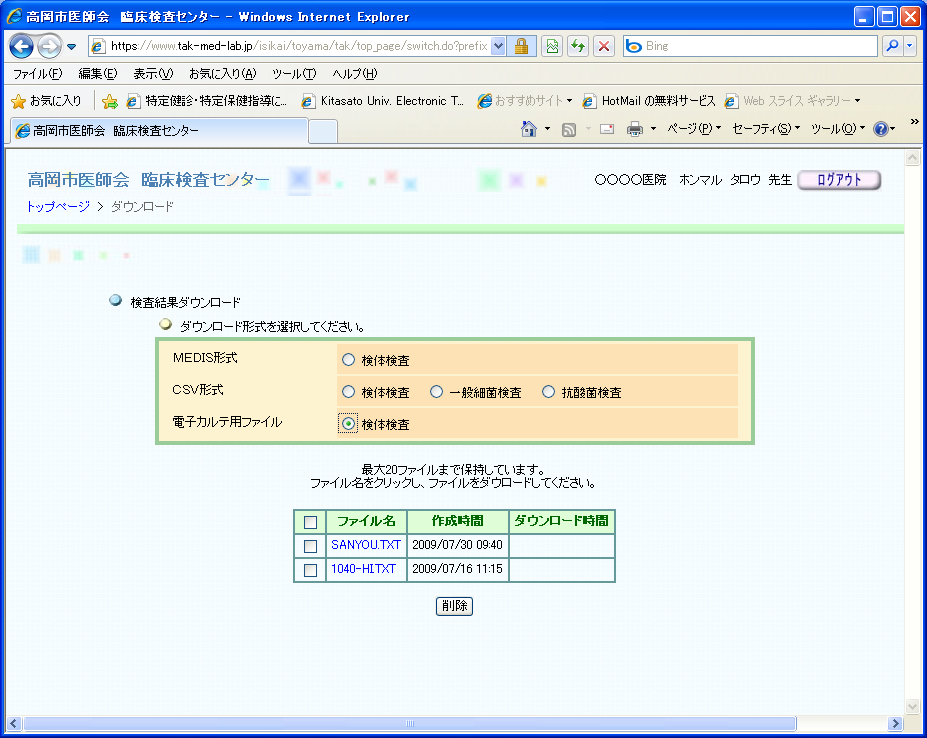 高岡市医師会　臨床検査センター - Windows Internet Explorer
https://www.tak-med-lab.jp/isikai/toyama/tak/top_page/switch.do?prefix
Bing
ファイル(F) 編集(E) 表示(V) お気に入り(A) ツール(T) ヘルプ(H)
お気に入り 特定健診・特定保健指導に... Kitasato Univ. Electronic T... おすすめサイト HotMail の無料サービス Web スライス ギャラリー
高岡市医師会　臨床検査センター ページ(P) セーフティ(S) ツール(O) »
高岡市医師会　臨床検査センター 〇〇〇〇医院　ホンマル　タロウ　先生 ログアウト
トップページ > ダウンロード
検査結果ダウンロード
ダウンロード形式を選択してください。
MEDIS形式 検体検査
CSV形式 検体検査 一般細菌検査 抗酸菌検査
電子カルテ用ファイル 検体検査
最大20ファイルまで保持しています。
ファイル名をクリックし、ファイルをダウロードしてください。
ファイル名 作成時間 ダウンロード時間
SANYOU.TXT 2009/07/30 09:40
1040-HI.TXT 2009/07/16 11:15
削除